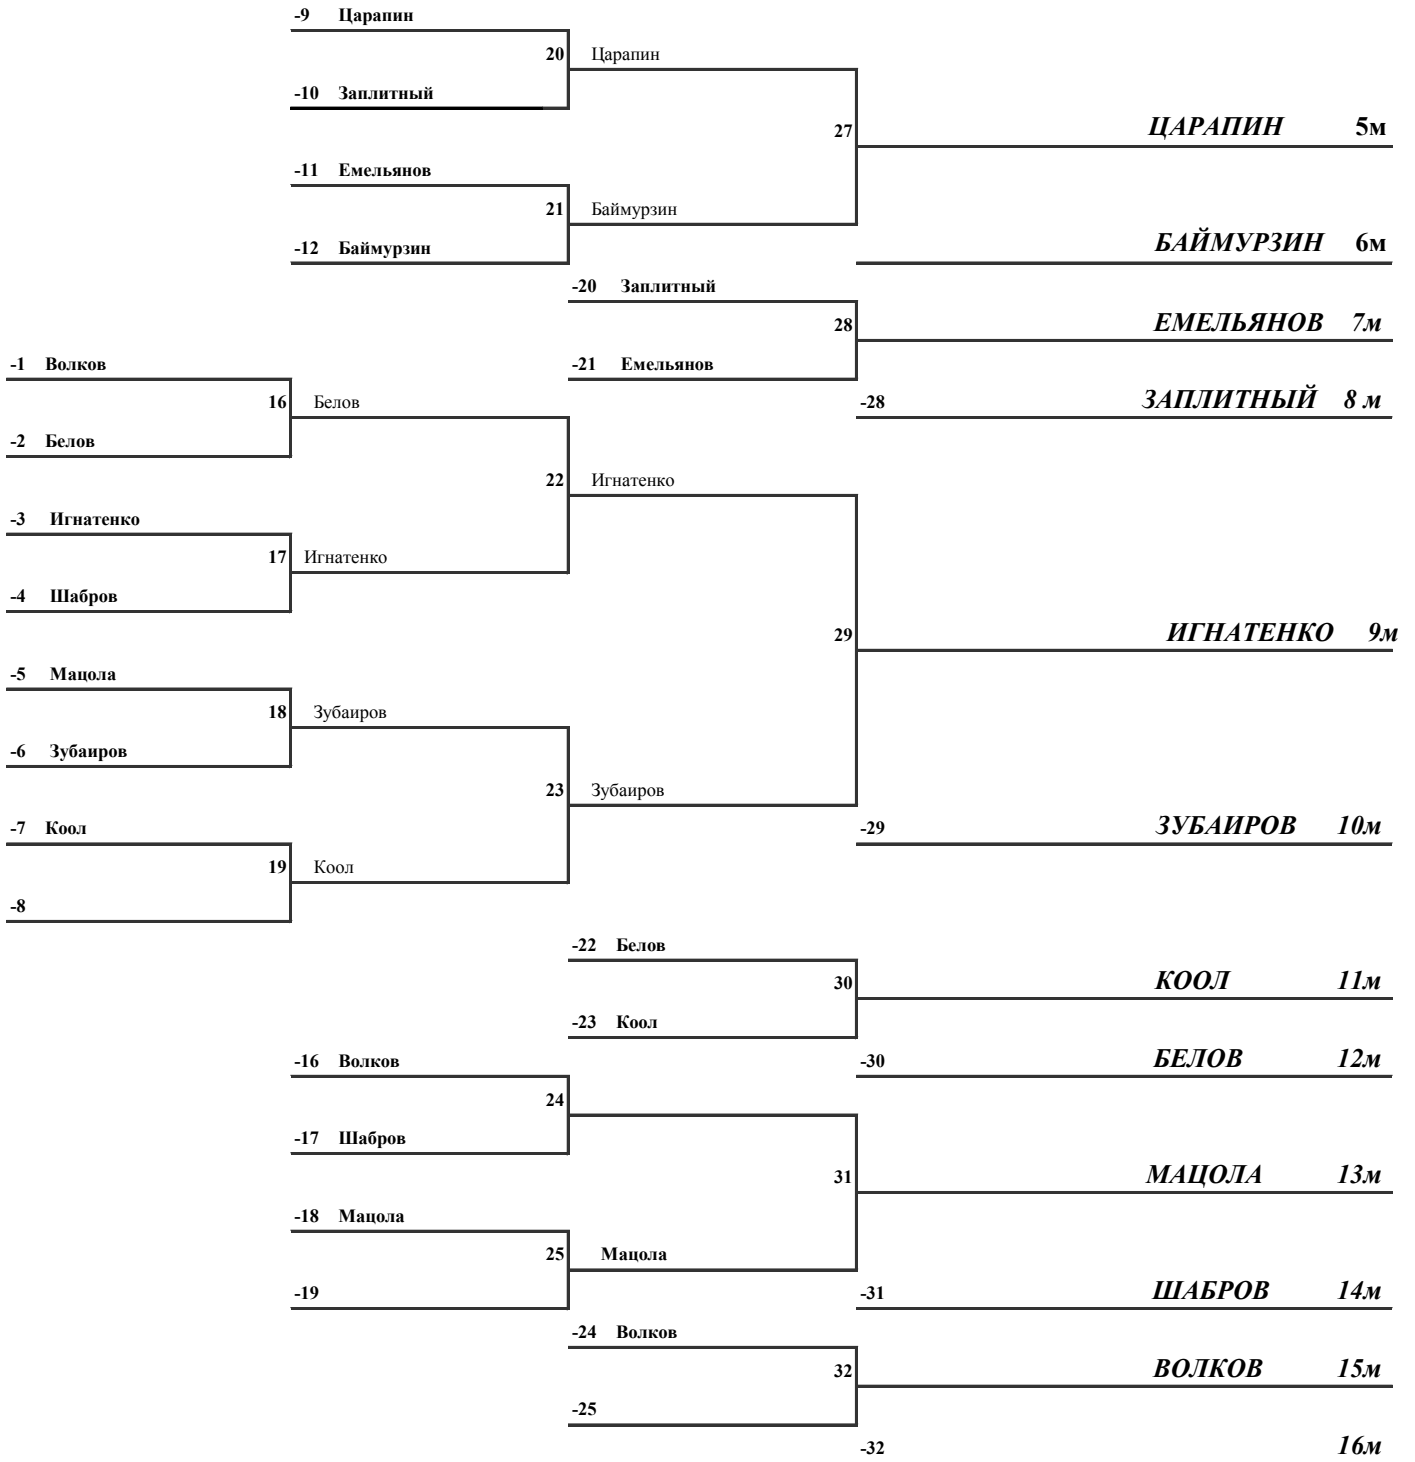 -9 Царапин
20 Царапин
-10 Заплитный
27 ЦАРАПИН 5м
-11 Емельянов
21 Баймурзин
-12 Баймурзин
БАЙМУРЗИН 6м
-20 Заплитный
28 ЕМЕЛЬЯНОВ 7м
-1 Волков
-21 Емельянов
16 Белов
-28 ЗАПЛИТНЫЙ 8 м
-2 Белов
22 Игнатенко
-3 Игнатенко
17 Игнатенко
-4 Шабров
29 ИГНАТЕНКО 9м
-5 Мацола
18 Зубаиров
-6 Зубаиров
23 Зубаиров
-7 Коол
-29 ЗУБАИРОВ 10м
19 Коол
-8
-22 Белов
30 КООЛ 11м
-23 Коол
-16 Волков
-30 БЕЛОВ 12м
24
-17 Шабров
31 МАЦОЛА 13м
-18 Мацола
25 Мацола
-19
-31 ШАБРОВ 14м
-24 Волков
32 ВОЛКОВ 15м
-25
-32 16м